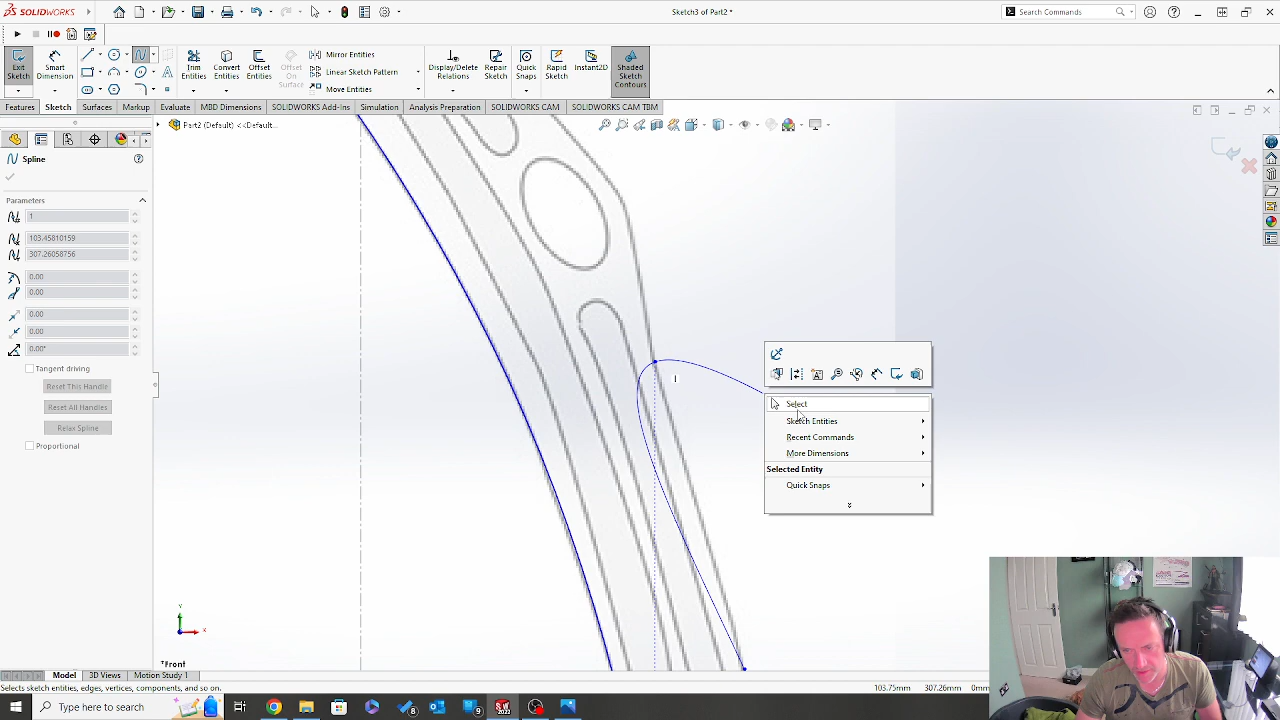 SOLIDWORKS
Sketch3 of Part2 *
Search Commands
Exit Sketch
Smart Dimension
Trim Entities
Convert Entities
Offset Entities
Offset On Surface
Mirror Entities
Linear Sketch Pattern
Move Entities
Display/Delete Relations
Repair Sketch
Quick Snaps
Rapid Sketch
Instant2D
Shaded Sketch Contours
Features Sketch Surfaces Markup Evaluate MBD Dimensions SOLIDWORKS Add-Ins Simulation Analysis Preparation SOLIDWORKS CAM SOLIDWORKS CAM TBM
Part2 (Default) <<Default...
Spline
Parameters
1
103.45810159
307.26058756
0.00
0.00
0.00
0.00
0.00°
Tangent driving
Reset This Handle
Reset All Handles
Relax Spline
Proportional
Select
Sketch Entities
Recent Commands
More Dimensions
Selected Entity
Quick Snaps
Y
X
*Front
Model 3D Views Motion Study 1
Selects sketch entities, edges, vertices, components, and so on.
103.75mm 307.26mm 0mm
Type here to search